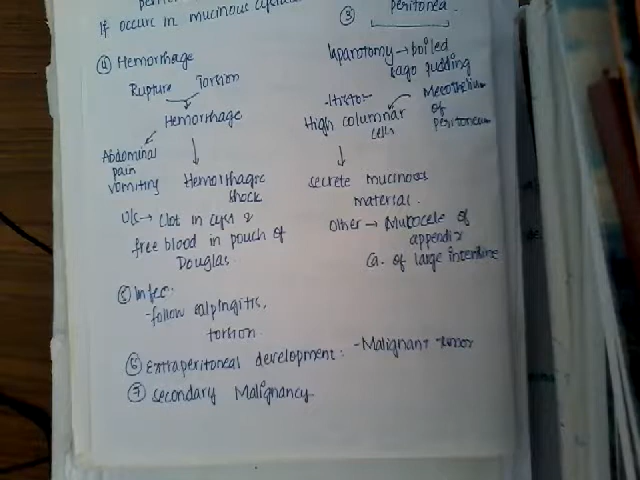 If occur in mucinous
③
peritonea.
④ Hemorrhage
Rupture Torsion
Hemorrhage
Abdominal
pain
vomiting
Hemorrhagic
shock
U/s → Clot in cyst &
free blood in pouch of
Douglas.
laparotomy → boiled
sago pudding
-Histo-
Mesothelium
of
peritoneum
High columnar
cells
secrete mucinous
material.
Other → Mucocele of
appendix
Ca. of large intestine
⑤ Infec.
-follow salpingitis,
torsion.
⑥ Extraperitoneal development: - Malignant tumor
⑦ Secondary Malignancy